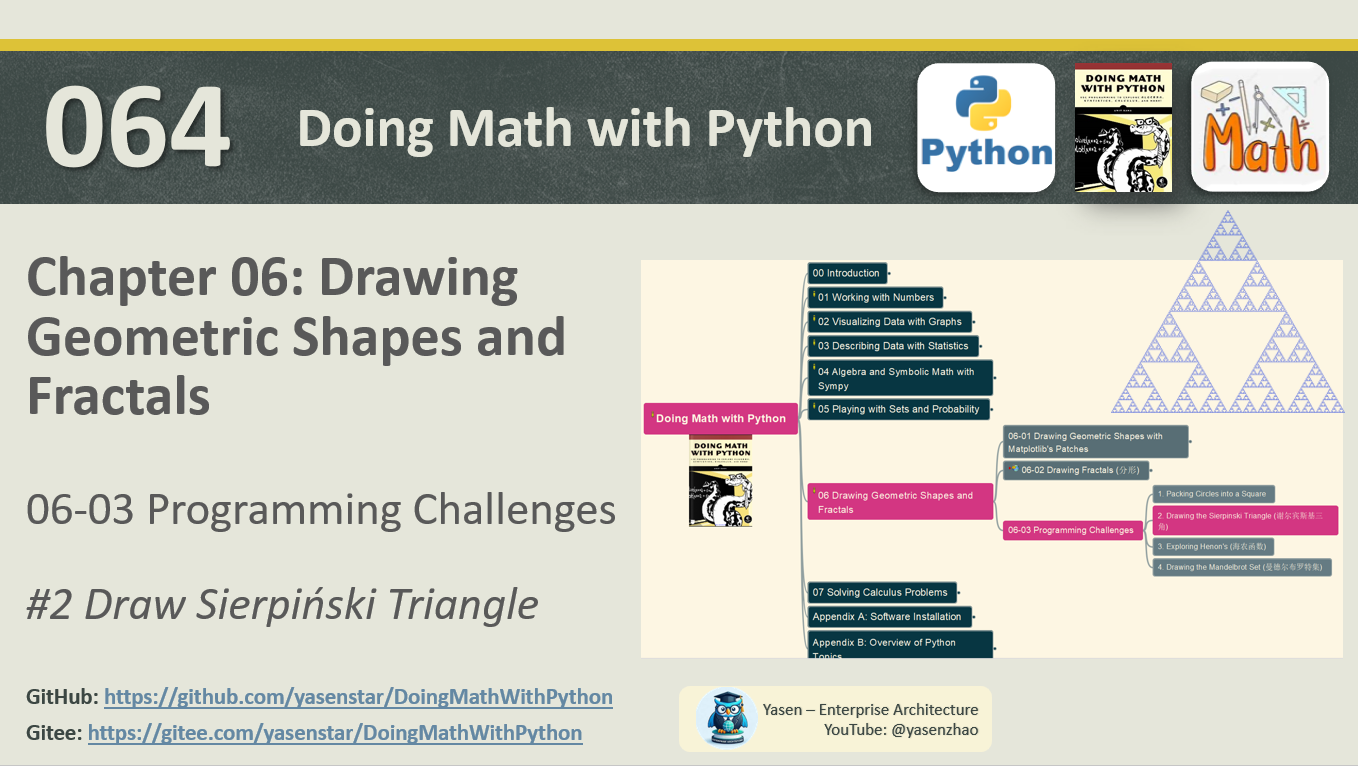 064
Doing Math with Python
Python
DOING MATH
WITH PYTHON
Math
Chapter 06: Drawing
Geometric Shapes and
Fractals
06-03 Programming Challenges
#2 Draw Sierpiński Triangle
GitHub: https://github.com/yasenstar/DoingMathWithPython
Gitee: https://gitee.com/yasenstar/DoingMathWithPython
Doing Math with Python
DOING MATH
WITH PYTHON
00 Introduction
01 Working with Numbers
02 Visualizing Data with Graphs
03 Describing Data with Statistics
04 Algebra and Symbolic Math with
Sympy
05 Playing with Sets and Probability
06 Drawing Geometric Shapes and
Fractals
06-01 Drawing Geometric Shapes with
Matplotlib's Patches
06-02 Drawing Fractals (分形)
06-03 Programming Challenges
1. Packing Circles into a Square
2. Drawing the Sierpinski Triangle (谢尔宾斯基三
角)
3. Exploring Henon's (海农函数)
4. Drawing the Mandelbrot Set (曼德尔布罗特集)
07 Solving Calculus Problems
Appendix A: Software Installation
Appendix B: Overview of Python
Topics
Yasen – Enterprise Architecture
YouTube: @yasenzhao